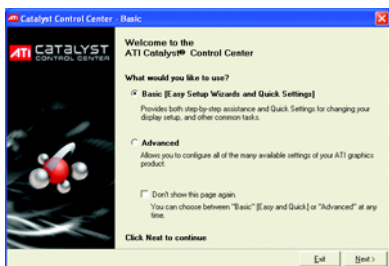 Catalyst Control Center - Basic
ATI CATALYST
CONTROL CENTER
Welcome to the
ATI Catalyst® Control Center
What would you like to use?
Basic [Easy Setup Wizards and Quick Settings]
Provides both step-by-step assistance and Quick Settings for changing your
display setup, and other common tasks.
Advanced
Allows you to configure all of the many available settings of your ATI graphics
product.
Don't show this page again.
You can choose between "Basic" [Easy and Quick] or "Advanced" at any
time.
Click Next to continue
Exit
Next >